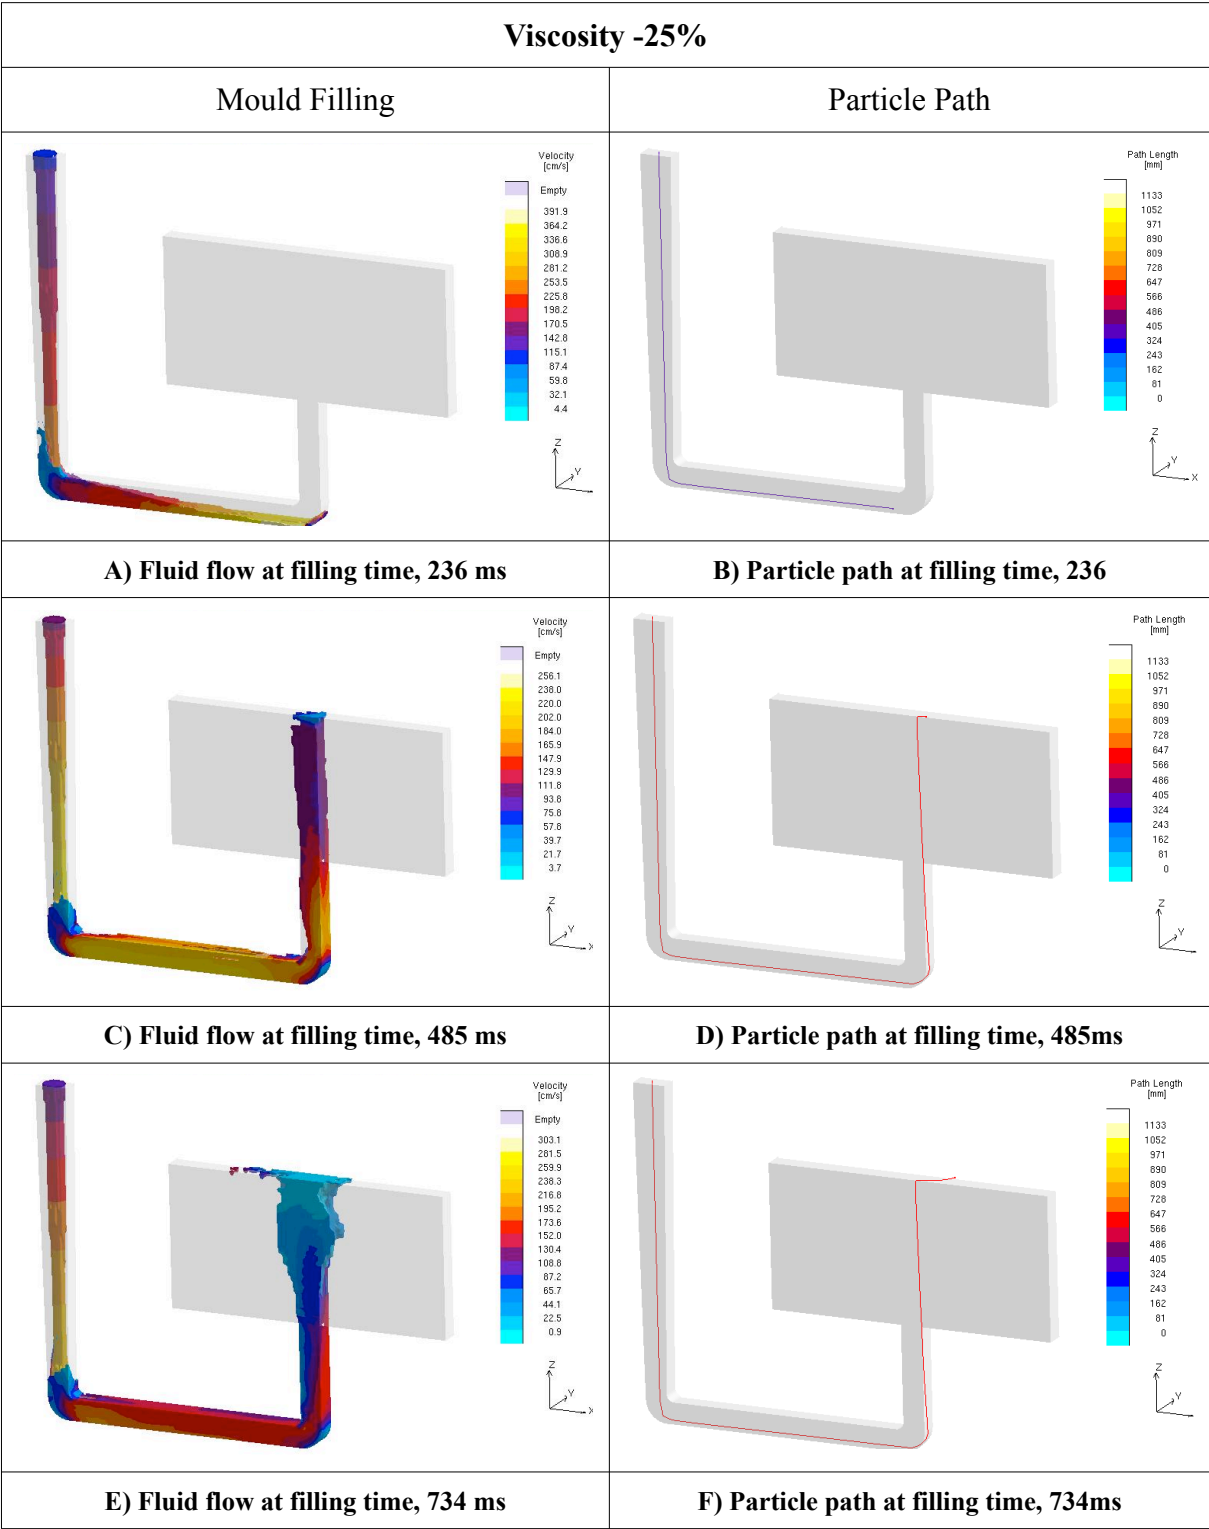 Viscosity -25%
Mould Filling
Particle Path
Velocity
[cm/s]
Empty
391.9
364.2
336.6
308.9
281.2
253.5
225.8
198.2
170.5
142.8
115.1
87.4
59.8
32.1
4.4
Z
Y
Path Length
[mm]
1133
1052
971
890
809
728
647
566
486
405
324
243
162
81
0
Z
Y
X
A) Fluid flow at filling time, 236 ms
B) Particle path at filling time, 236
Velocity
[cm/s]
Empty
256.1
238.0
220.0
202.0
184.0
165.9
147.9
129.9
111.8
93.8
75.8
57.8
39.7
21.7
3.7
Z
Y
X
Path Length
[mm]
1133
1052
971
890
809
728
647
566
486
405
324
243
162
81
0
Z
Y
C) Fluid flow at filling time, 485 ms
D) Particle path at filling time, 485ms
Velocity
[cm/s]
Empty
303.1
281.5
259.9
238.3
216.8
195.2
173.6
152.0
130.4
108.8
87.2
65.7
44.1
22.5
0.9
Z
Y
X
Path Length
[mm]
1133
1052
971
890
809
728
647
566
486
405
324
243
162
81
0
Z
Y
E) Fluid flow at filling time, 734 ms
F) Particle path at filling time, 734ms